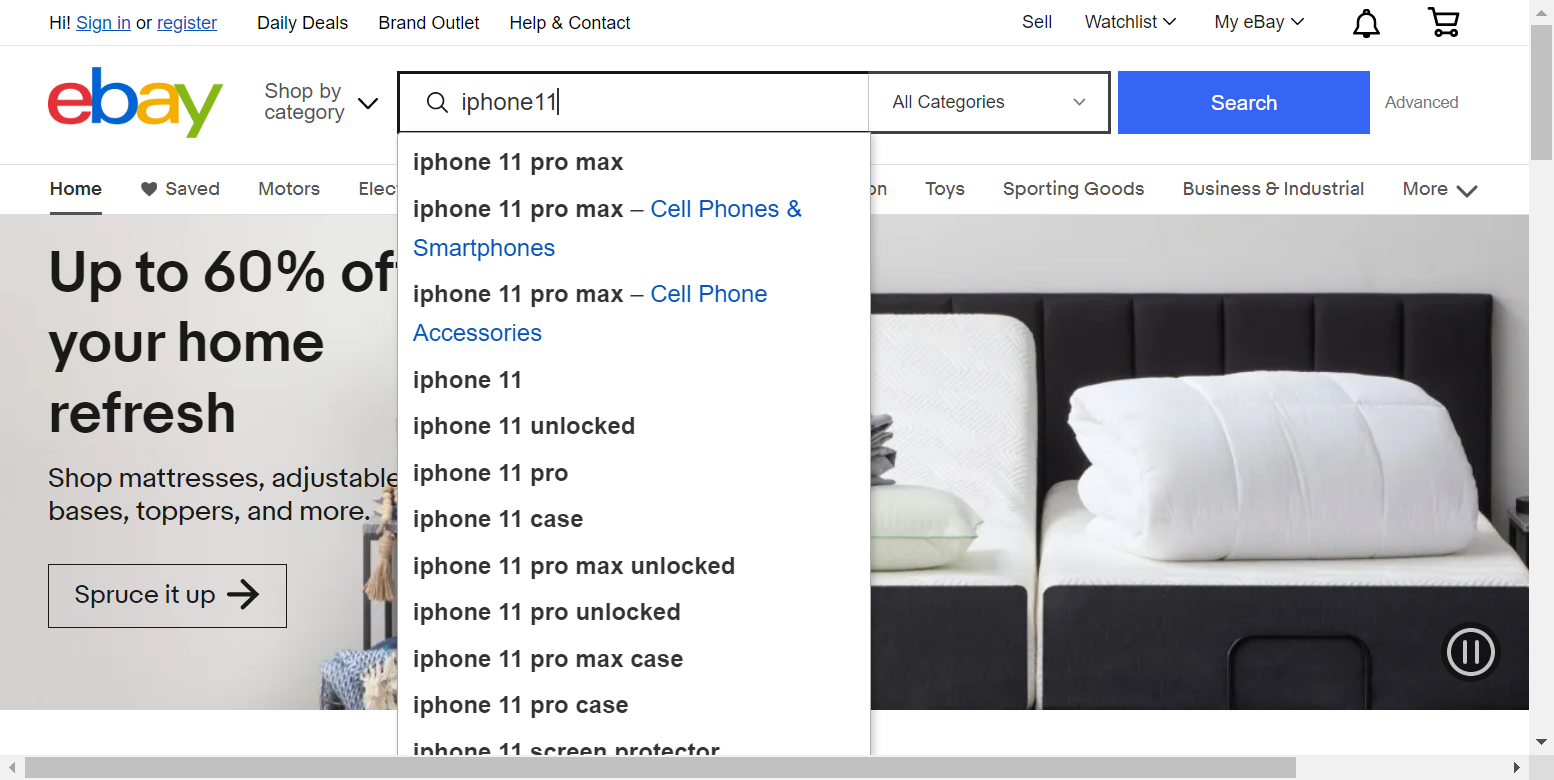 Hi! Sign in or register Daily Deals Brand Outlet Help & Contact Sell Watchlist My eBay
ebay
Shop by
category
iphone11
All Categories
Search
Advanced
Home Saved Motors Toys Sporting Goods Business & Industrial More
Up to 60%
your home
refresh
Shop mattresses, adjustable
bases, toppers, and more.
Spruce it up
iphone 11 pro max
iphone 11 pro max – Cell Phones &
Smartphones
iphone 11 pro max – Cell Phone
Accessories
iphone 11
iphone 11 unlocked
iphone 11 pro
iphone 11 case
iphone 11 pro max unlocked
iphone 11 pro unlocked
iphone 11 pro max case
iphone 11 pro case
iphone 11 screen protector